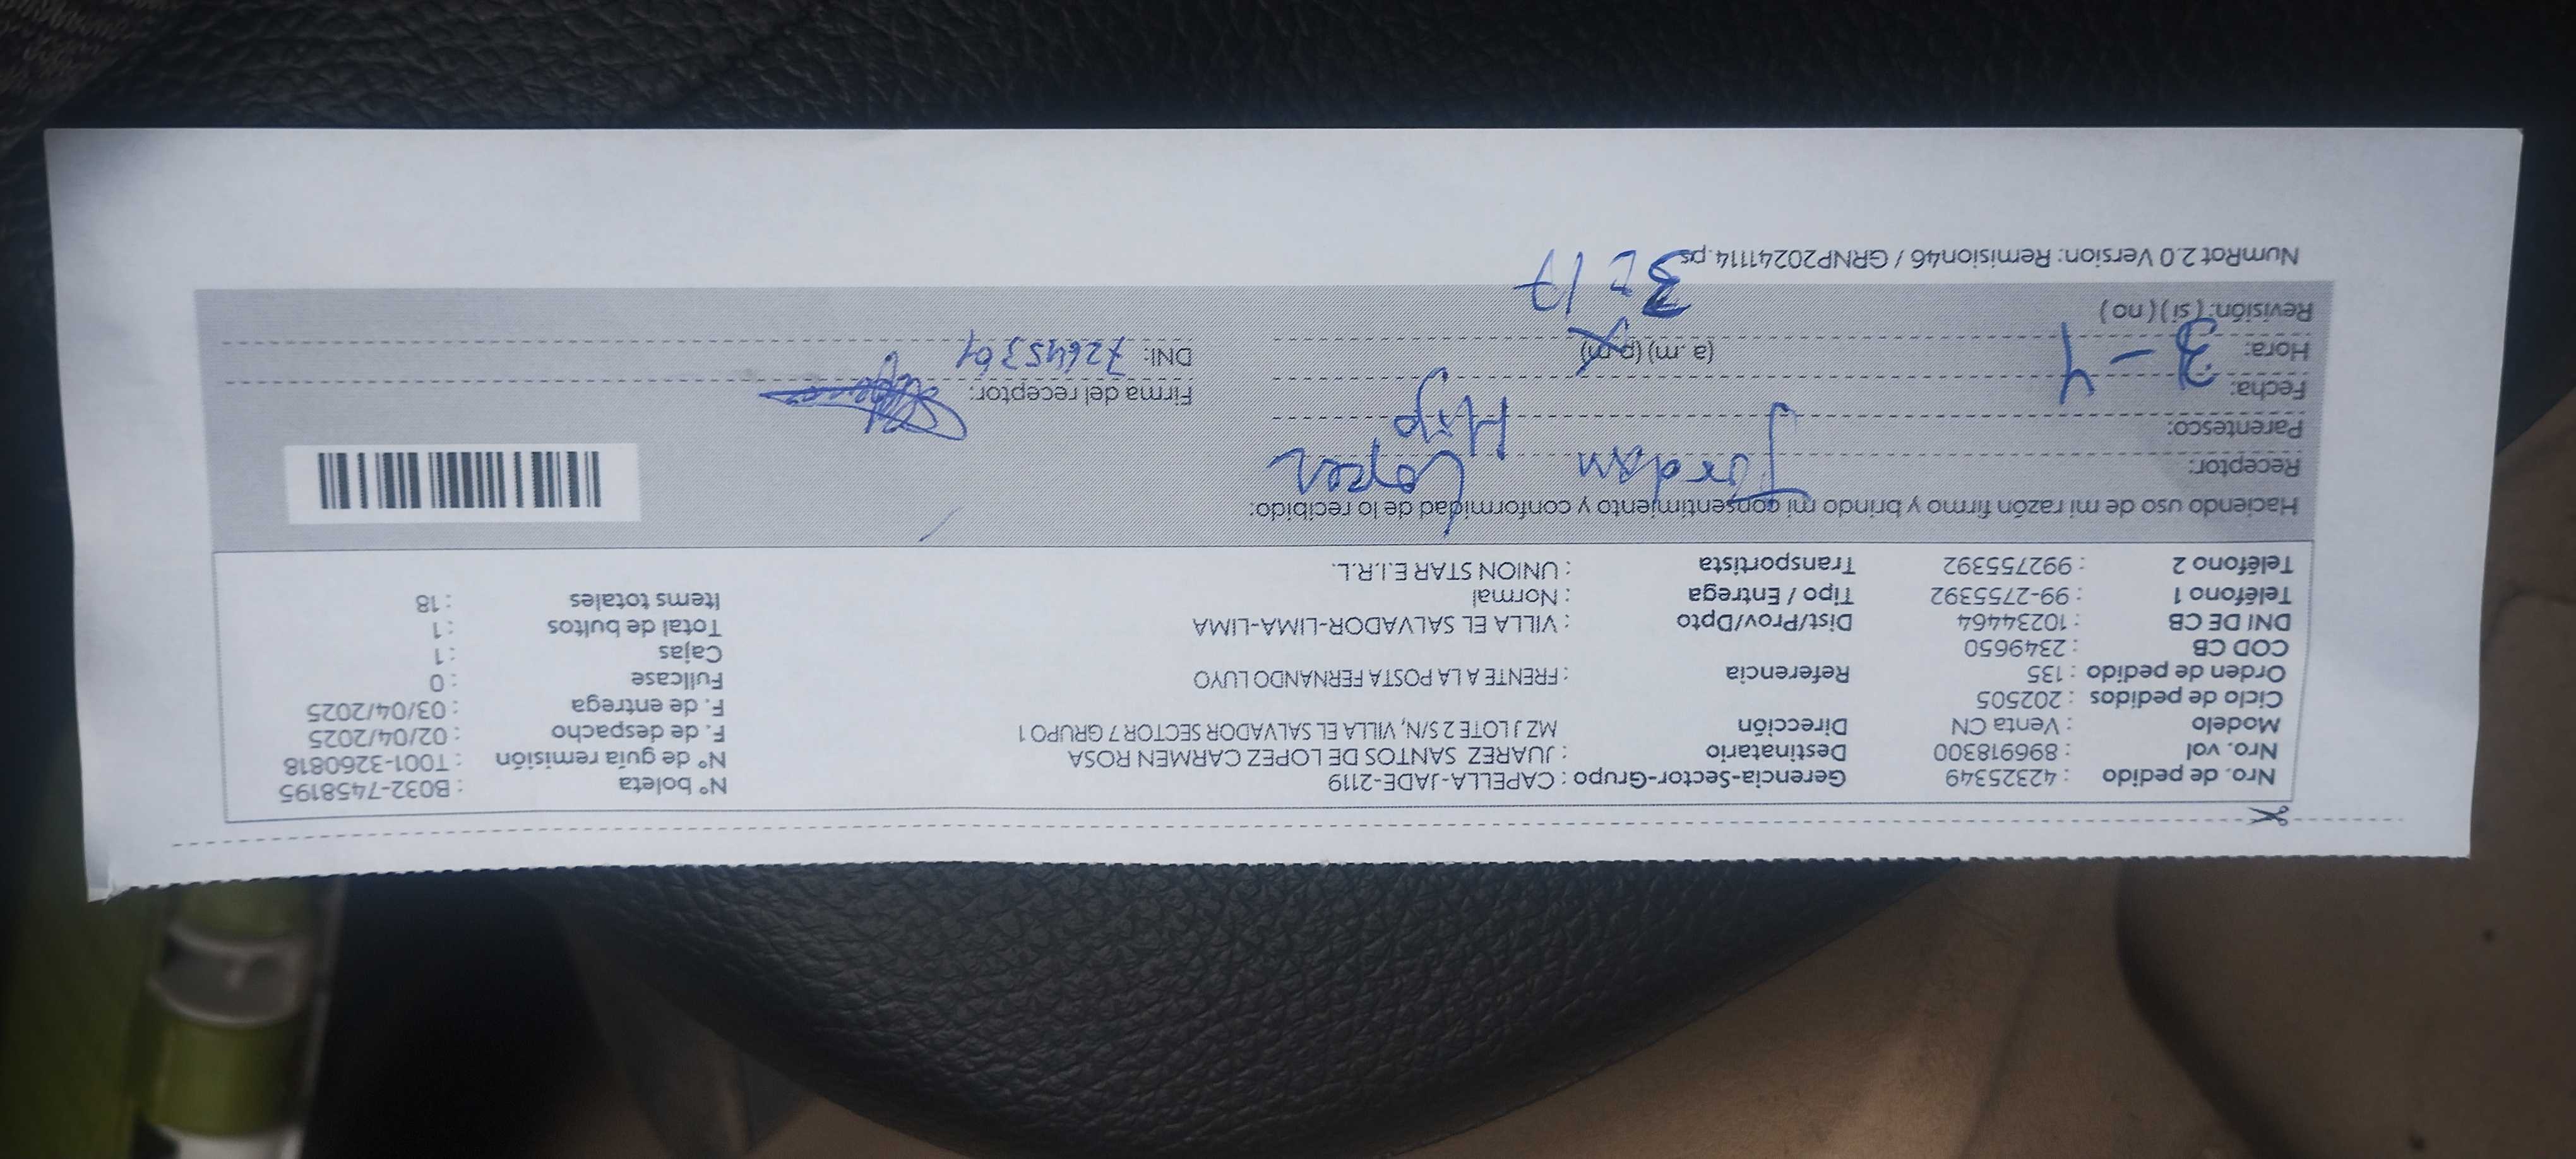 Nro. de pedido : 42325349 Gerencia-Sector-Grupo : CAPELLA-JADE-2119 N° boleta : B032-7458195
Nro. vol : 896918300 Destinatario : JUAREZ SANTOS DE LOPEZ CARMEN ROSA N° de guía remisión : T001-3260818
Modelo : Venta CN Dirección MZ J LOTE 2 S/N, VILLA EL SALVADOR SECTOR 7 GRUPO 1 F. de despacho : 02/04/2025
Ciclo de pedidos : 202505 F. de entrega : 03/04/2025
Orden de pedido : 135 Referencia : FRENTE A LA POSTA FERNANDO LUYO Fullcase : 0
COD CB : 2349650 Cajas : 1
DNI DE CB : 10234464 Dist/Prov/Dpto : VILLA EL SALVADOR-LIMA-LIMA Total de bultos : 1
Teléfono 1 : 99-2755392 Tipo / Entrega : Normal Items totales : 18
Teléfono 2 : 992755392 Transportista : UNION STAR E.I.R.L.
Haciendo uso de mi razón firmo y brindo mi consentimiento y conformidad de lo recibido:
Receptor: Jordan Lopez
Parentesco: Hijo
Fecha: 3-4 Firma del receptor:
Hora: (a. m) (p. m) DNI: 72645304
Revisión: ( si ) ( no ) 3:17
NumRot 2.0 Version: Remision46 / GRNP20241114.ps